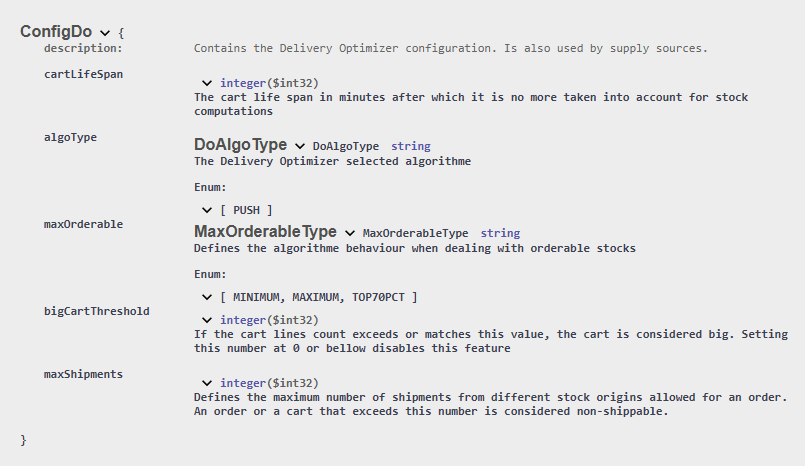 ConfigDo {
description: Contains the Delivery Optimizer configuration. Is also used by supply sources.
cartLifeSpan
integer($int32)
The cart life span in minutes after which it is no more taken into account for stock
computations
algoType
DoAlgoType DoAlgoType string
The Delivery Optimizer selected algorithme
Enum:
[ PUSH ]
maxOrderable
MaxOrderableType MaxOrderableType string
Defines the algorithme behaviour when dealing with orderable stocks
Enum:
[ MINIMUM, MAXIMUM, TOP70PCT ]
bigCartThreshold
integer($int32)
If the cart lines count exceeds or matches this value, the cart is considered big. Setting
this number at 0 or bellow disables this feature
maxShipments
integer($int32)
Defines the maximum number of shipments from different stock origins allowed for an order.
An order or a cart that exceeds this number is considered non-shippable.
}